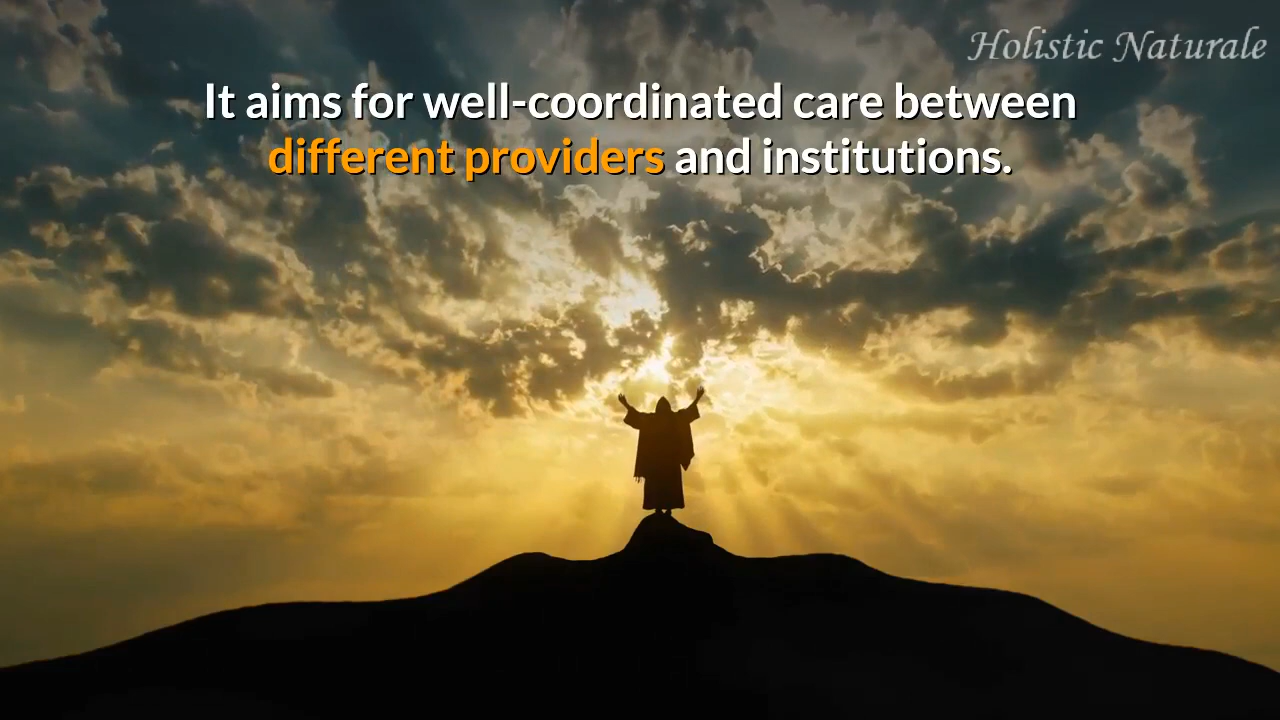 Holistic Naturale
It aims for well-coordinated care between
different providers and institutions.